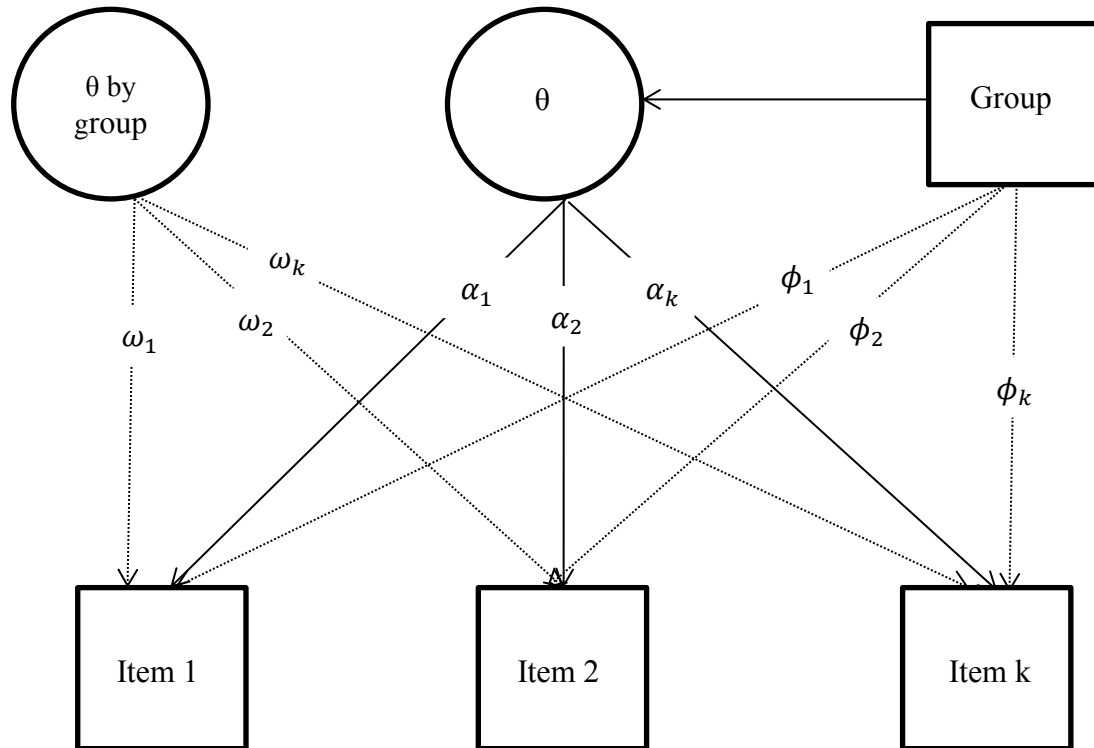 θ by
group
θ
Group
ω_k
ϕ_1
α_1
α_k
ω_2
α_2
ϕ_2
ω_1
ϕ_k
Item 1
Item 2
Item k